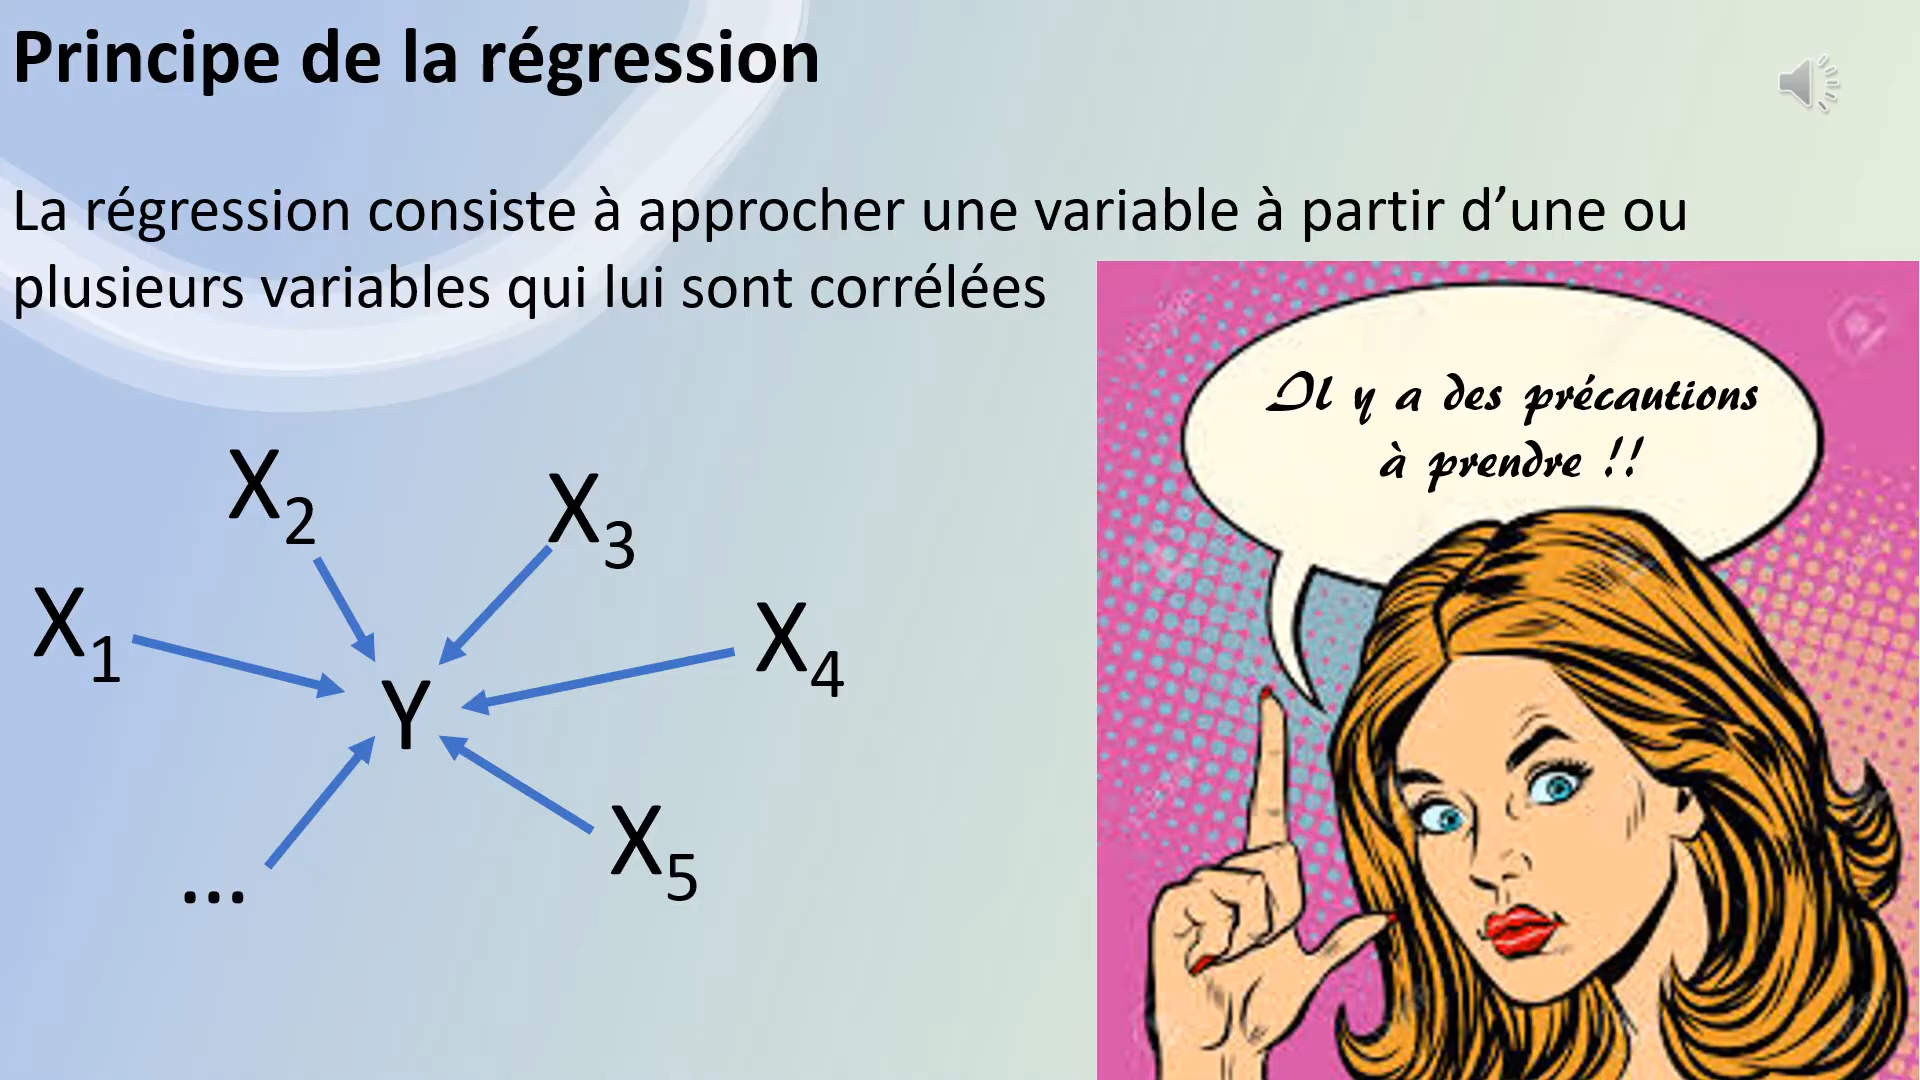 Principe de la régression
La régression consiste à approcher une variable à partir d’une ou
plusieurs variables qui lui sont corrélées
Il y a des précautions
à prendre !!
X2
X3
X1
X4
Y
X5
...